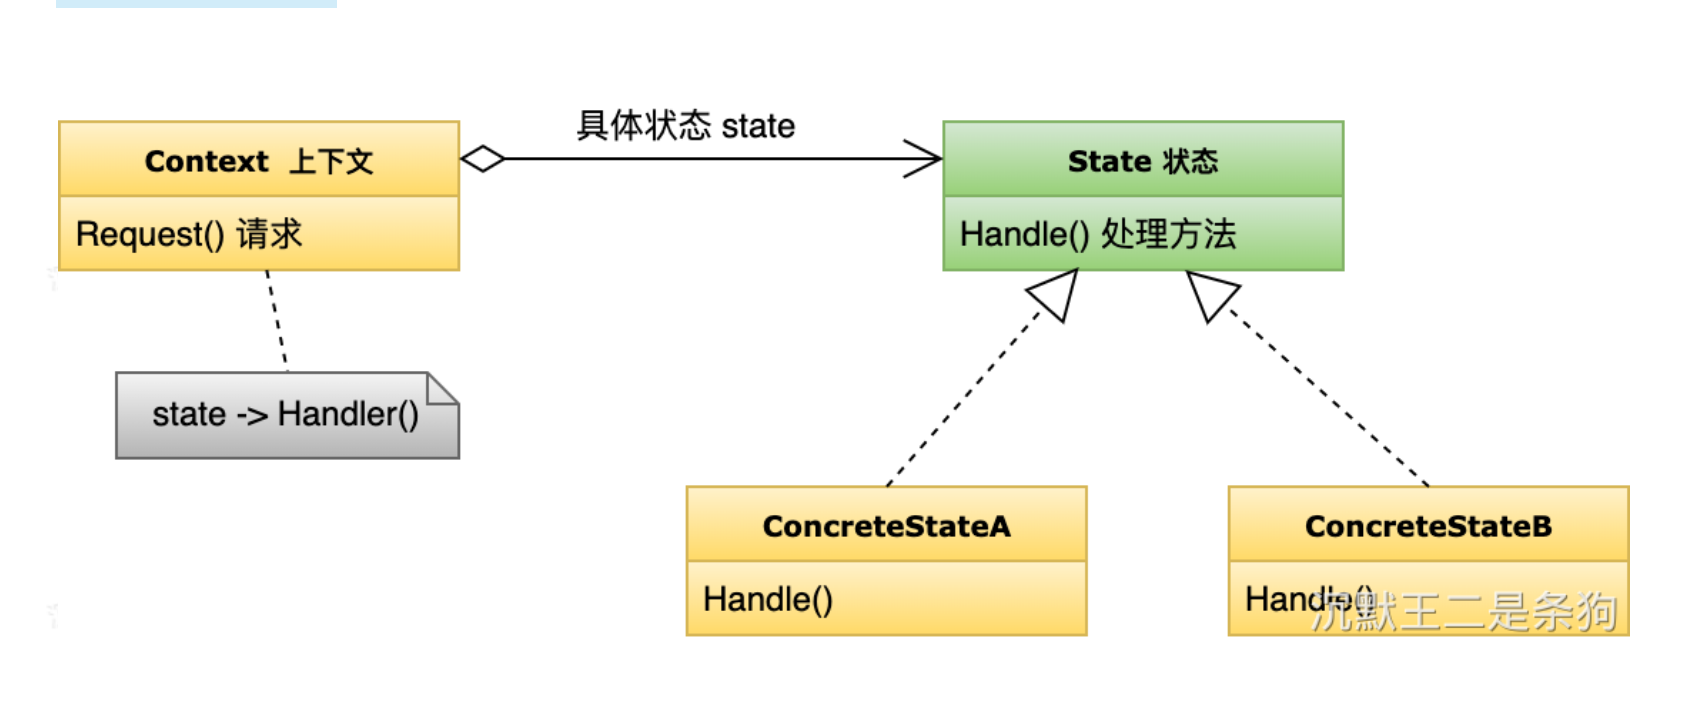 具体状态 state
Context 上下文
State 状态
Request() 请求
Handle() 处理方法
state -> Handler()
ConcreteStateA
ConcreteStateB
Handle()
Handle()
沉默王二是条狗